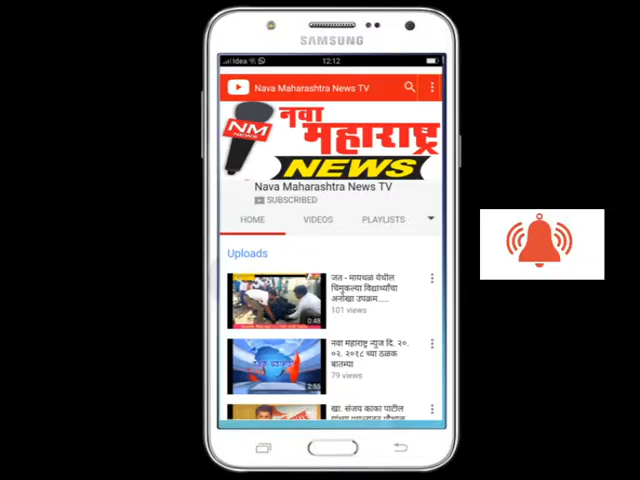 SAMSUNG
Idea
12:12
Nava Maharashtra News TV
नवा
महाराष्ट्र
NM
NEWS
NEWS
Nava Maharashtra News TV
SUBSCRIBED
HOME VIDEOS PLAYLISTS
Uploads
जत - मायथळ येथील
चिमुकल्या विद्यार्थ्यांचा
अनोखा उपक्रम.....
101 views
0:48
नवा महाराष्ट्र न्युज दि. २०.
०२. २०१८ च्या ठळक
बातम्या
79 views
2:55
खा. संजय काका पाटील